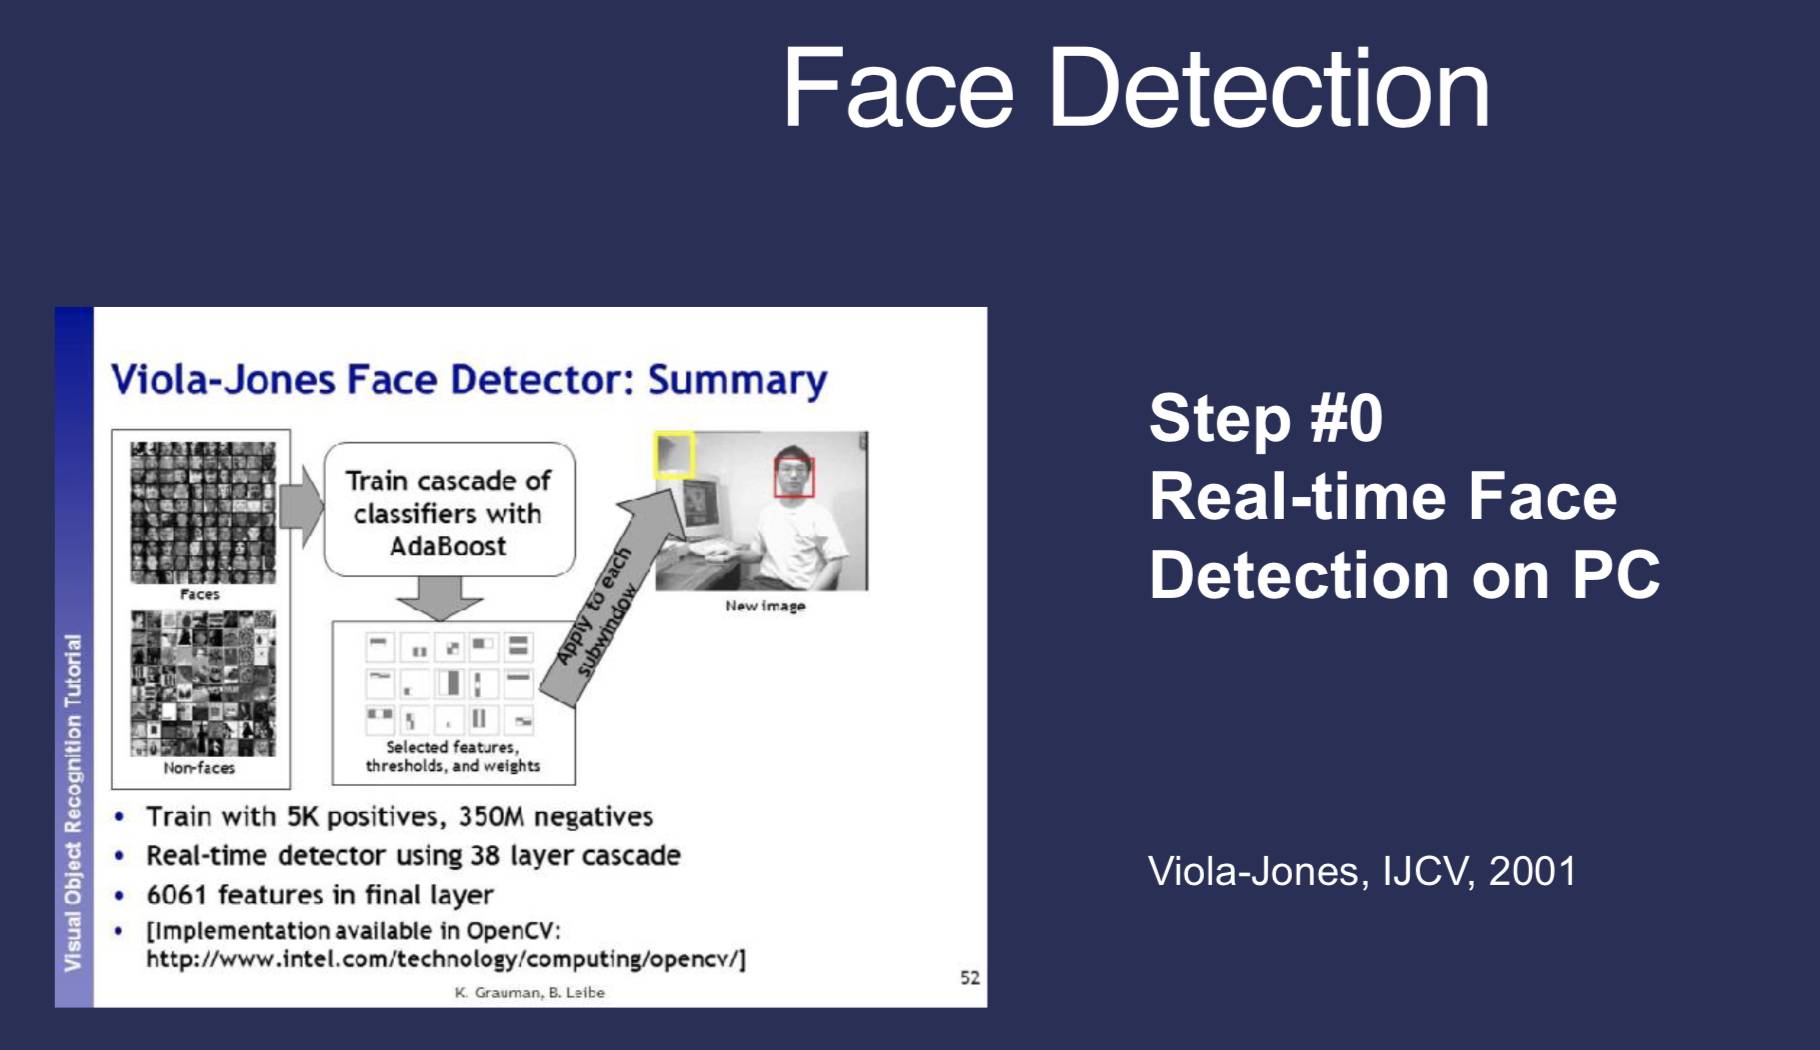 Face Detection
Visual Object Recognition Tutorial
Viola-Jones Face Detector: Summary
Faces
Non-faces
Train cascade of
classifiers with
AdaBoost
Selected features,
thresholds, and weights
Apply to each
subwindow
New image
• Train with 5K positives, 350M negatives
• Real-time detector using 38 layer cascade
• 6061 features in final layer
• [Implementation available in OpenCV:
http://www.intel.com/technology/computing/opencv/]
K. Grauman, B. Leibe
52
Step #0
Real-time Face
Detection on PC
Viola-Jones, IJCV, 2001